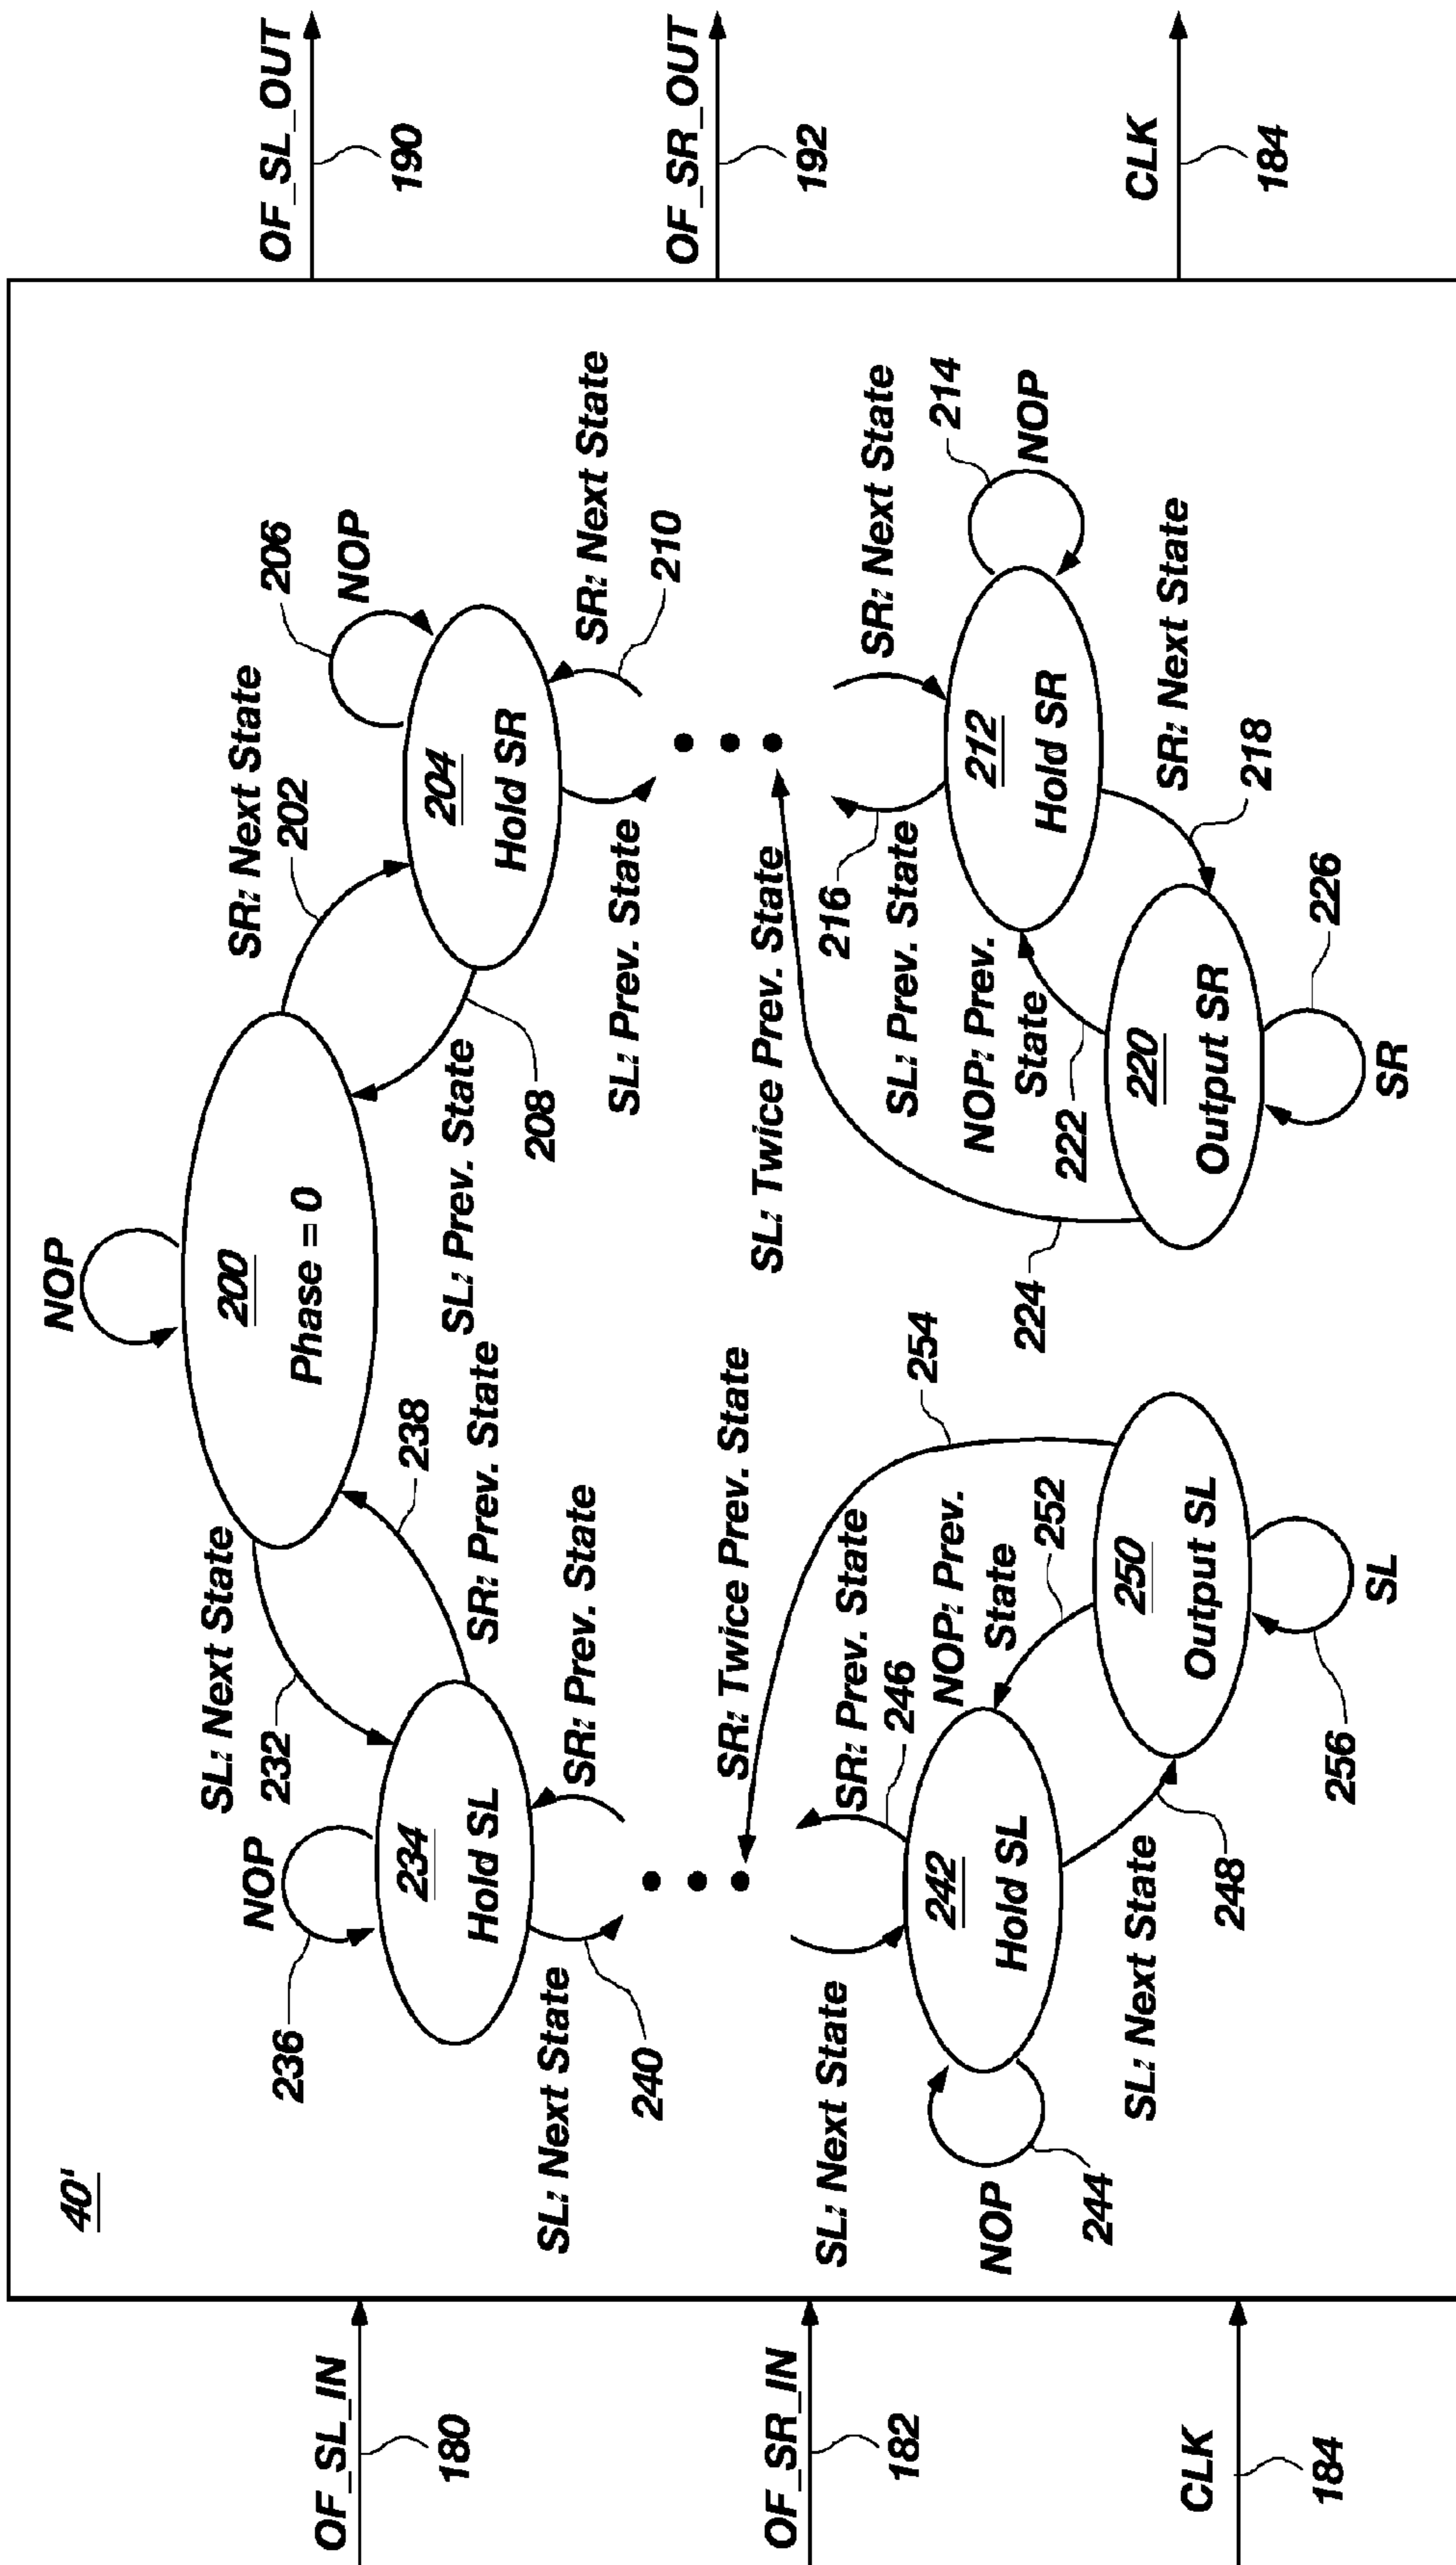 40'
OF_SL_IN
180
OF_SR_IN
182
CLK
184
OF_SL_OUT
190
OF_SR_OUT
192
CLK
184
NOP
200
Phase = 0
SL: Next State
232
SR: Next State
202
NOP
236
234
Hold SL
238
SR: Prev. State
SL: Prev. State
208
204
Hold SR
206
NOP
SL: Next State
240
SR: Prev. State
SL: Prev. State
SR: Next State
210
SR: Twice Prev. State
254
SL: Twice Prev. State
224
SL: Next State
SR: Prev. State
246
216
SL: Prev. State
SR: Next State
242
Hold SL
NOP
244
NOP: Prev.
State
252
NOP: Prev.
State
222
212
Hold SR
214
NOP
SL: Next State
248
250
Output SL
220
Output SR
SR: Next State
218
256
SL
SR
226